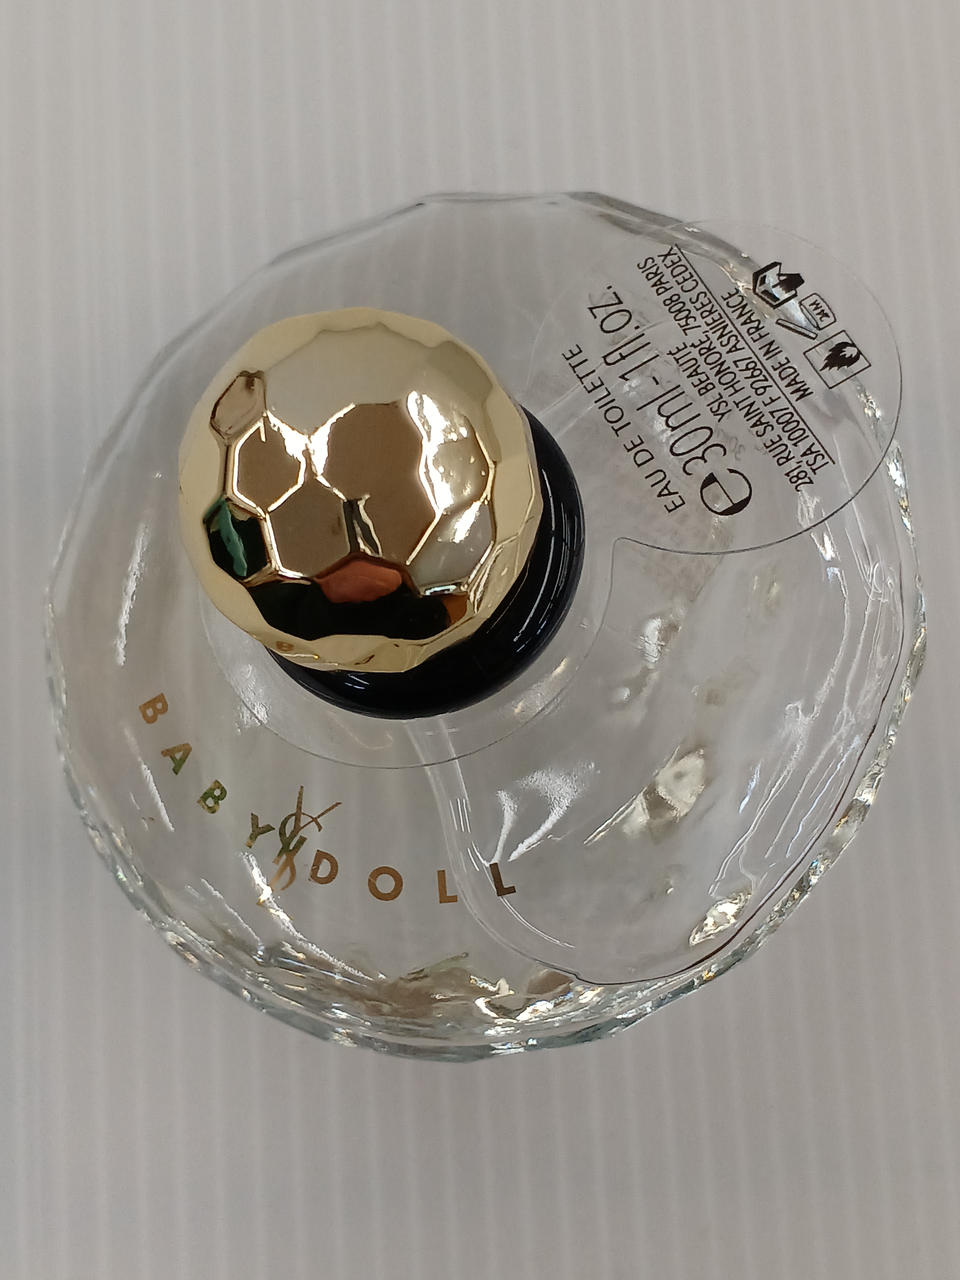 EAU DE TOILETTE
e 30ml - 1 fl.OZ.
YSL BEAUTÉ
281, RUE SAINT HONORÉ 75008 PARIS
TSA 10007 F 92667 ASNIERES CEDEX
MADE IN FRANCE
24M
BABY DOLL
YSL